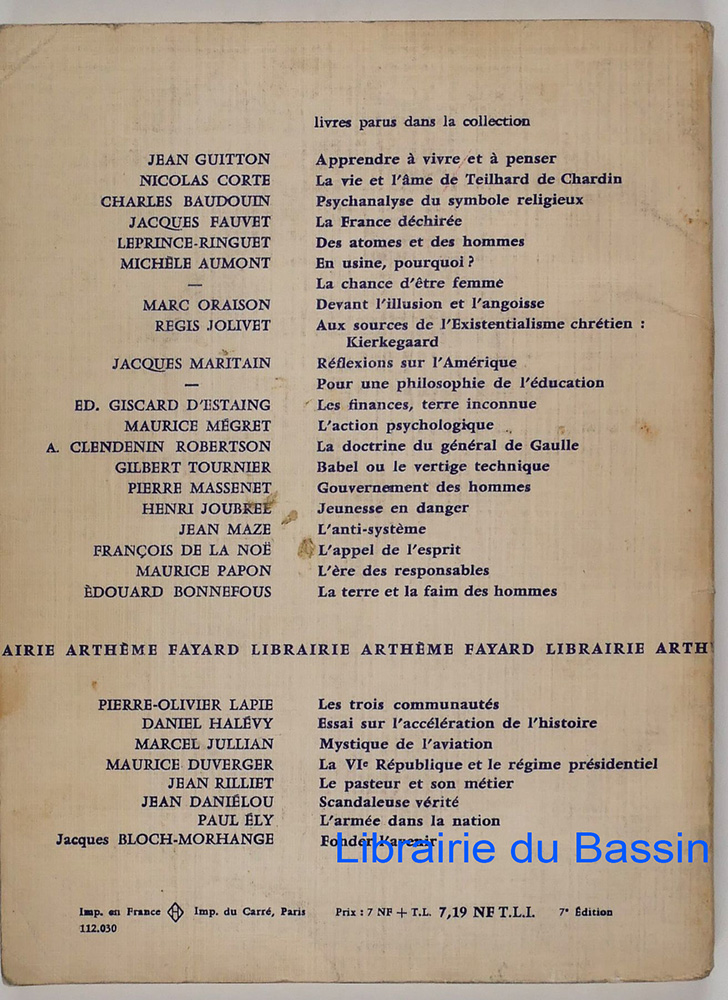 livres parus dans la collection
JEAN GUITTON Apprendre à vivre et à penser
NICOLAS CORTE La vie et l'âme de Teilhard de Chardin
CHARLES BAUDOUIN Psychanalyse du symbole religieux
JACQUES FAUVET La France déchirée
LEPRINCE-RINGUET Des atomes et des hommes
MICHÈLE AUMONT En usine, pourquoi ?
— La chance d'être femme
MARC ORAISON Devant l'illusion et l'angoisse
REGIS JOLIVET Aux sources de l'Existentialisme chrétien :
Kierkegaard
JACQUES MARITAIN Réflexions sur l'Amérique
— Pour une philosophie de l'éducation
ED. GISCARD D'ESTAING Les finances, terre inconnue
MAURICE MÉGRET L'action psychologique
A. CLENDENIN ROBERTSON La doctrine du général de Gaulle
GILBERT TOURNIER Babel ou le vertige technique
PIERRE MASSENET Gouvernement des hommes
HENRI JOUBREL Jeunesse en danger
JEAN MAZE L'anti-système
FRANÇOIS DE LA NOË L'appel de l'esprit
MAURICE PAPON L'ère des responsables
ÈDOUARD BONNEFOUS La terre et la faim des hommes
AIRIE ARTHÈME FAYARD LIBRAIRIE ARTHÈME FAYARD LIBRAIRIE ARTH
PIERRE-OLIVIER LAPIE Les trois communautés
DANIEL HALÉVY Essai sur l'accélération de l'histoire
MARCEL JULLIAN Mystique de l'aviation
MAURICE DUVERGER La VIe République et le régime présidentiel
JEAN RILLIET Le pasteur et son métier
JEAN DANIÉLOU Scandaleuse vérité
PAUL ÉLY L'armée dans la nation
Jacques BLOCH-MORHANGE Fonder l'avenir
Librairie du Bassin
Imp. en France Imp. du Carré, Paris Prix : 7 NF + T.L. 7,19 NF T.L.I. 7e Édition
112.030